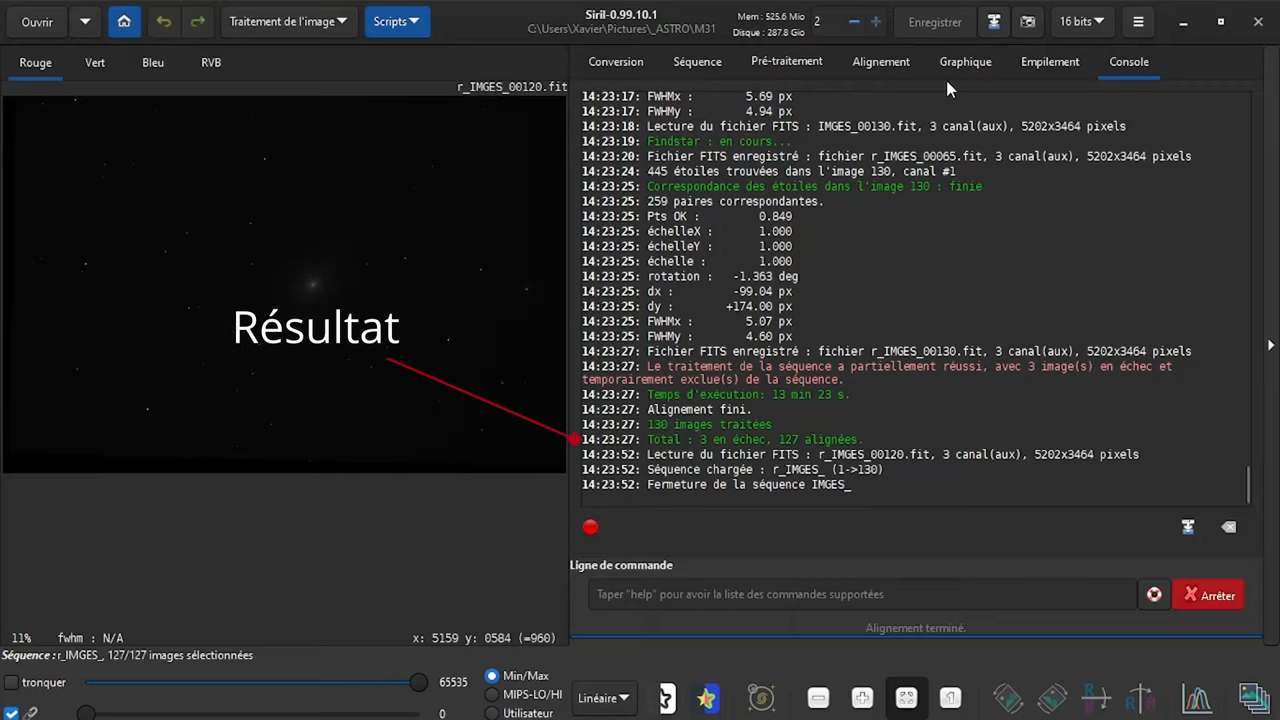 Ouvrir
Traitement de l'image
Scripts
Siril-0.99.10.1
C:\Users\Xavier\Pictures\_ASTRO\M31
Mem : 525.6 Mio
Disque : 287.8 Gio
2
Enregistrer
16 bits
Rouge
Vert
Bleu
RVB
r_IMGES_00120.fit
Résultat
11%
fwhm : N/A
x: 5159 y: 0584 (=960)
Conversion
Séquence
Pré-traitement
Alignement
Graphique
Empilement
Console
14:23:17: FWHMx : 5.69 px
14:23:17: FWHMy : 4.94 px
14:23:18: Lecture du fichier FITS : IMGES_00130.fit, 3 canal(aux), 5202x3464 pixels
14:23:19: Findstar : en cours...
14:23:20: Fichier FITS enregistré : fichier r_IMGES_00065.fit, 3 canal(aux), 5202x3464 pixels
14:23:24: 445 étoiles trouvées dans l'image 130, canal #1
14:23:25: Correspondance des étoiles dans l'image 130 : finie
14:23:25: 259 paires correspondantes.
14:23:25: Pts OK : 0.849
14:23:25: échelleX : 1.000
14:23:25: échelleY : 1.000
14:23:25: échelle : 1.000
14:23:25: rotation : -1.363 deg
14:23:25: dx : -99.04 px
14:23:25: dy : +174.00 px
14:23:25: FWHMx : 5.07 px
14:23:25: FWHMy : 4.60 px
14:23:27: Fichier FITS enregistré : fichier r_IMGES_00130.fit, 3 canal(aux), 5202x3464 pixels
14:23:27: Le traitement de la séquence a partiellement réussi, avec 3 image(s) en échec et
temporairement exclue(s) de la séquence.
14:23:27: Temps d'exécution: 13 min 23 s.
14:23:27: Alignement fini.
14:23:27: 130 images traitées
14:23:27: Total : 3 en échec, 127 alignées.
14:23:52: Lecture du fichier FITS : r_IMGES_00120.fit, 3 canal(aux), 5202x3464 pixels
14:23:52: Séquence chargée : r_IMGES_ (1->130)
14:23:52: Fermeture de la séquence IMGES_
Ligne de commande
Taper "help" pour avoir la liste des commandes supportées
Arrêter
Alignement terminé.
Séquence : r_IMGES_, 127/127 images sélectionnées
tronquer
65535
0
Min/Max
MIPS-LO/HI
Utilisateur
Linéaire
1
R
R
R
R